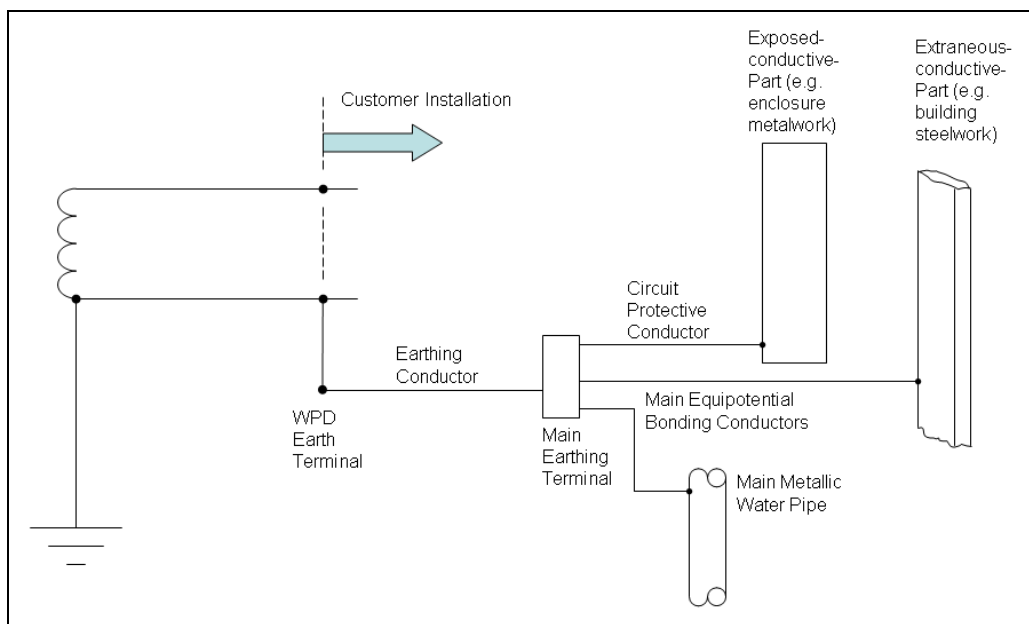 Exposed-
conductive-
Part (e.g.
enclosure
metalwork)
Extraneous-
conductive-
Part (e.g.
building
steelwork)
Customer Installation
Circuit
Protective
Conductor
Earthing
Conductor
Main Equipotential
Bonding Conductors
WPD
Earth
Terminal
Main
Earthing
Terminal
Main Metallic
Water Pipe